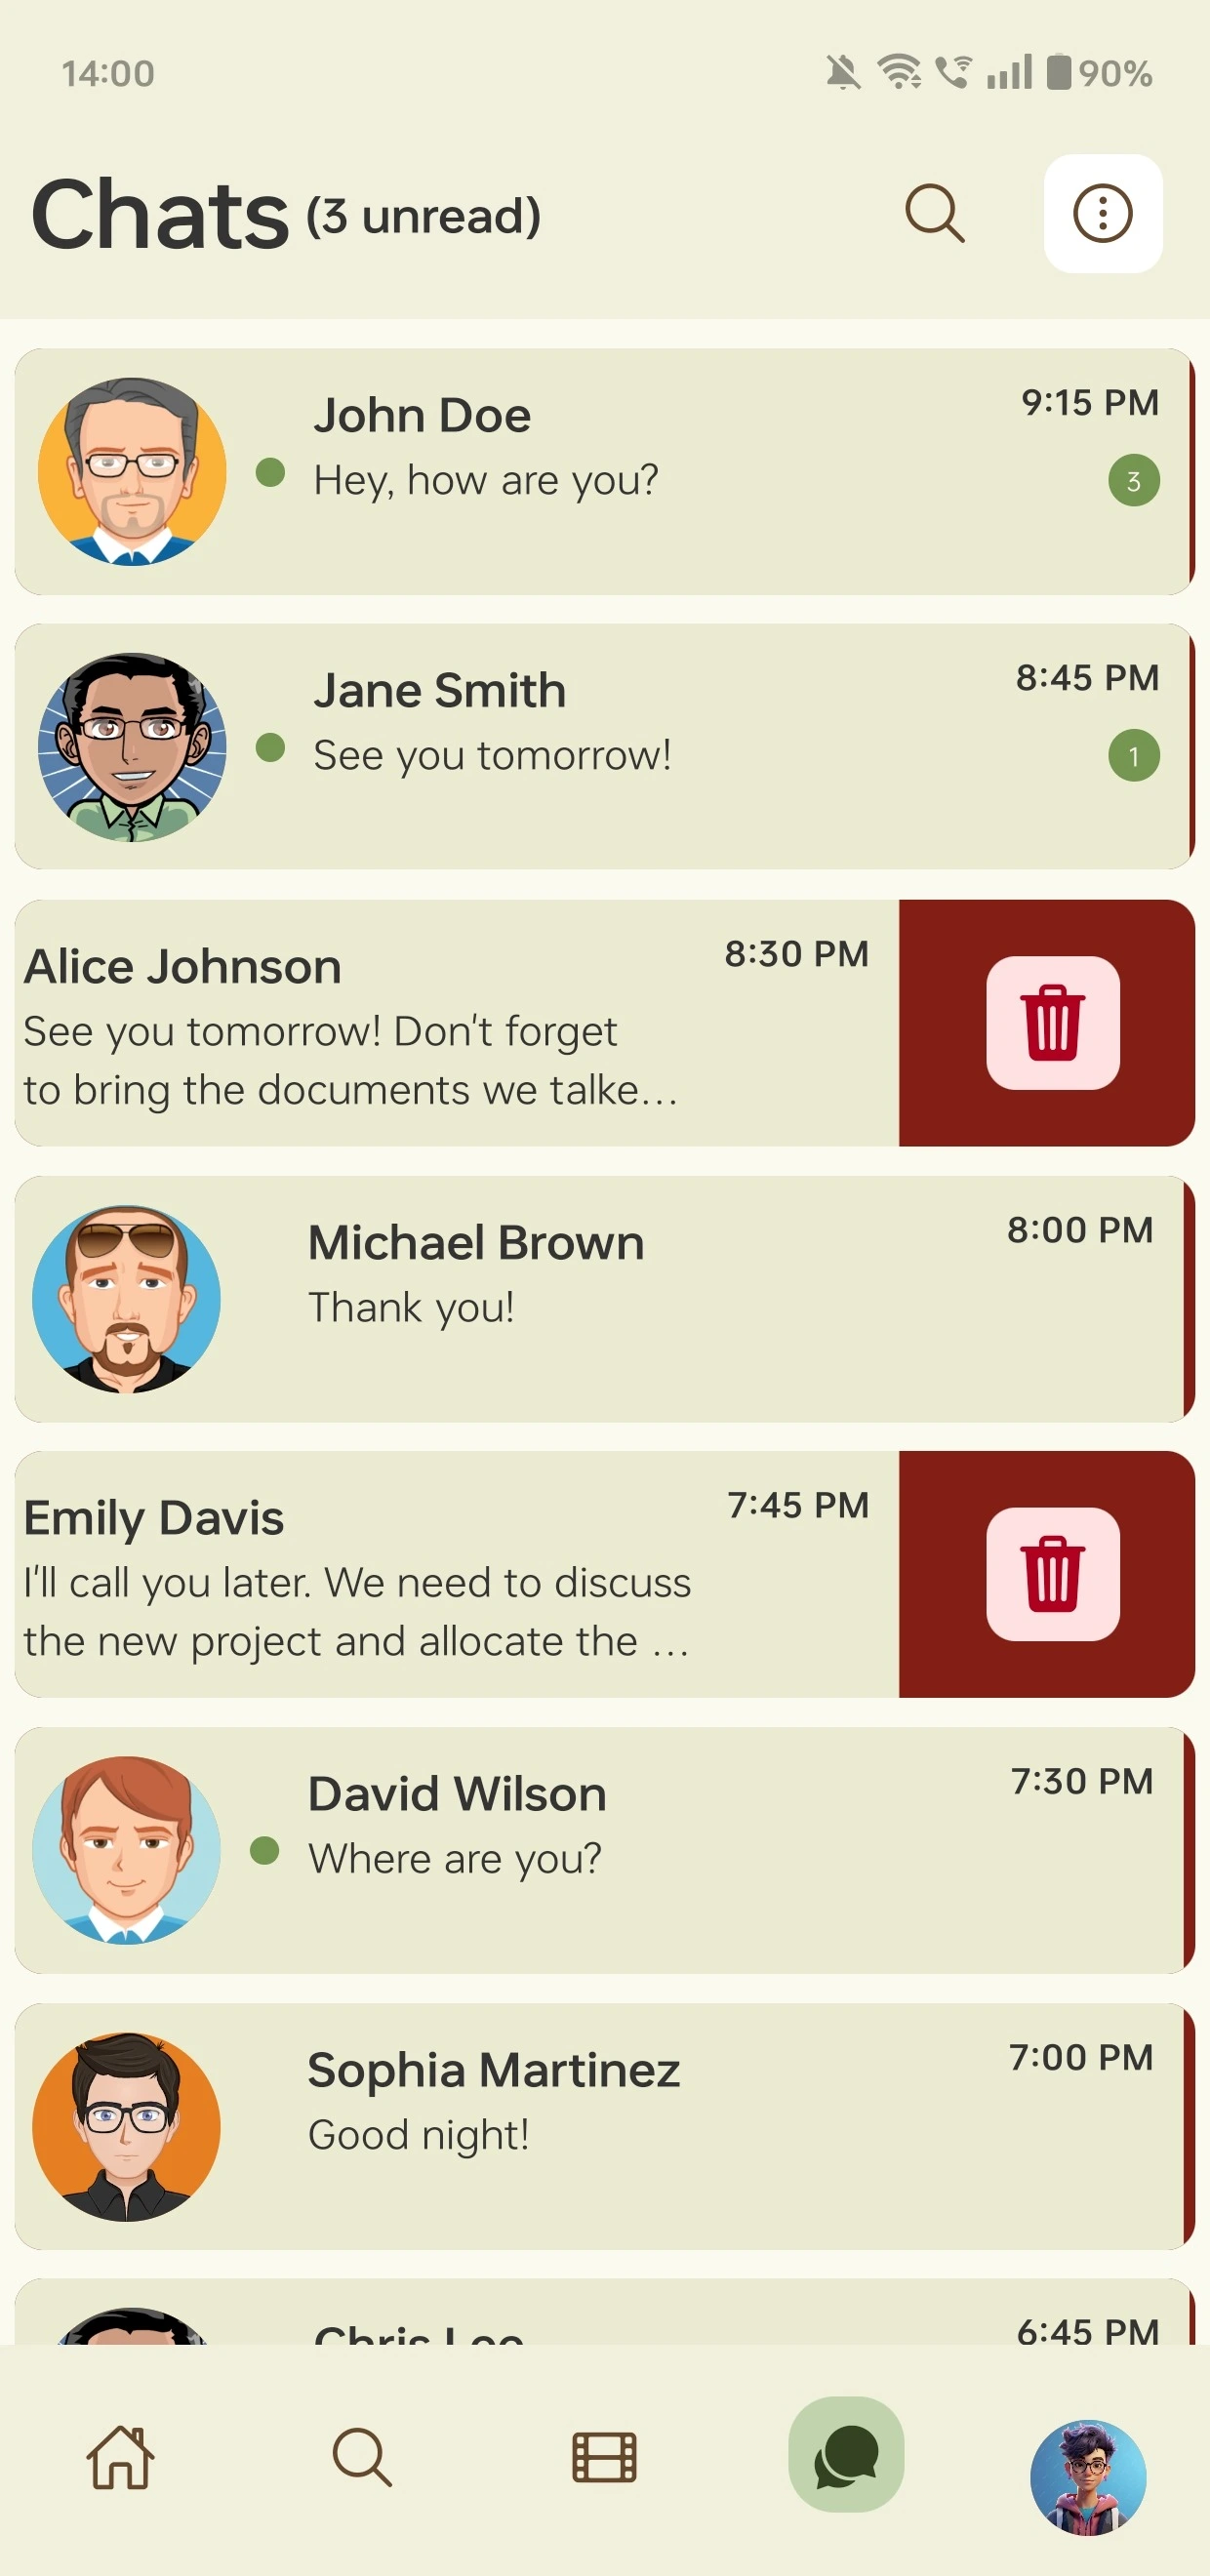 14:00
90%
Chats (3 unread)
John Doe
9:15 PM
Hey, how are you?
3
Jane Smith
8:45 PM
See you tomorrow!
1
Alice Johnson
8:30 PM
See you tomorrow! Don't forget
to bring the documents we talke...
Michael Brown
8:00 PM
Thank you!
Emily Davis
7:45 PM
I'll call you later. We need to discuss
the new project and allocate the ...
David Wilson
7:30 PM
Where are you?
Sophia Martinez
7:00 PM
Good night!
Chris Lee
6:45 PM